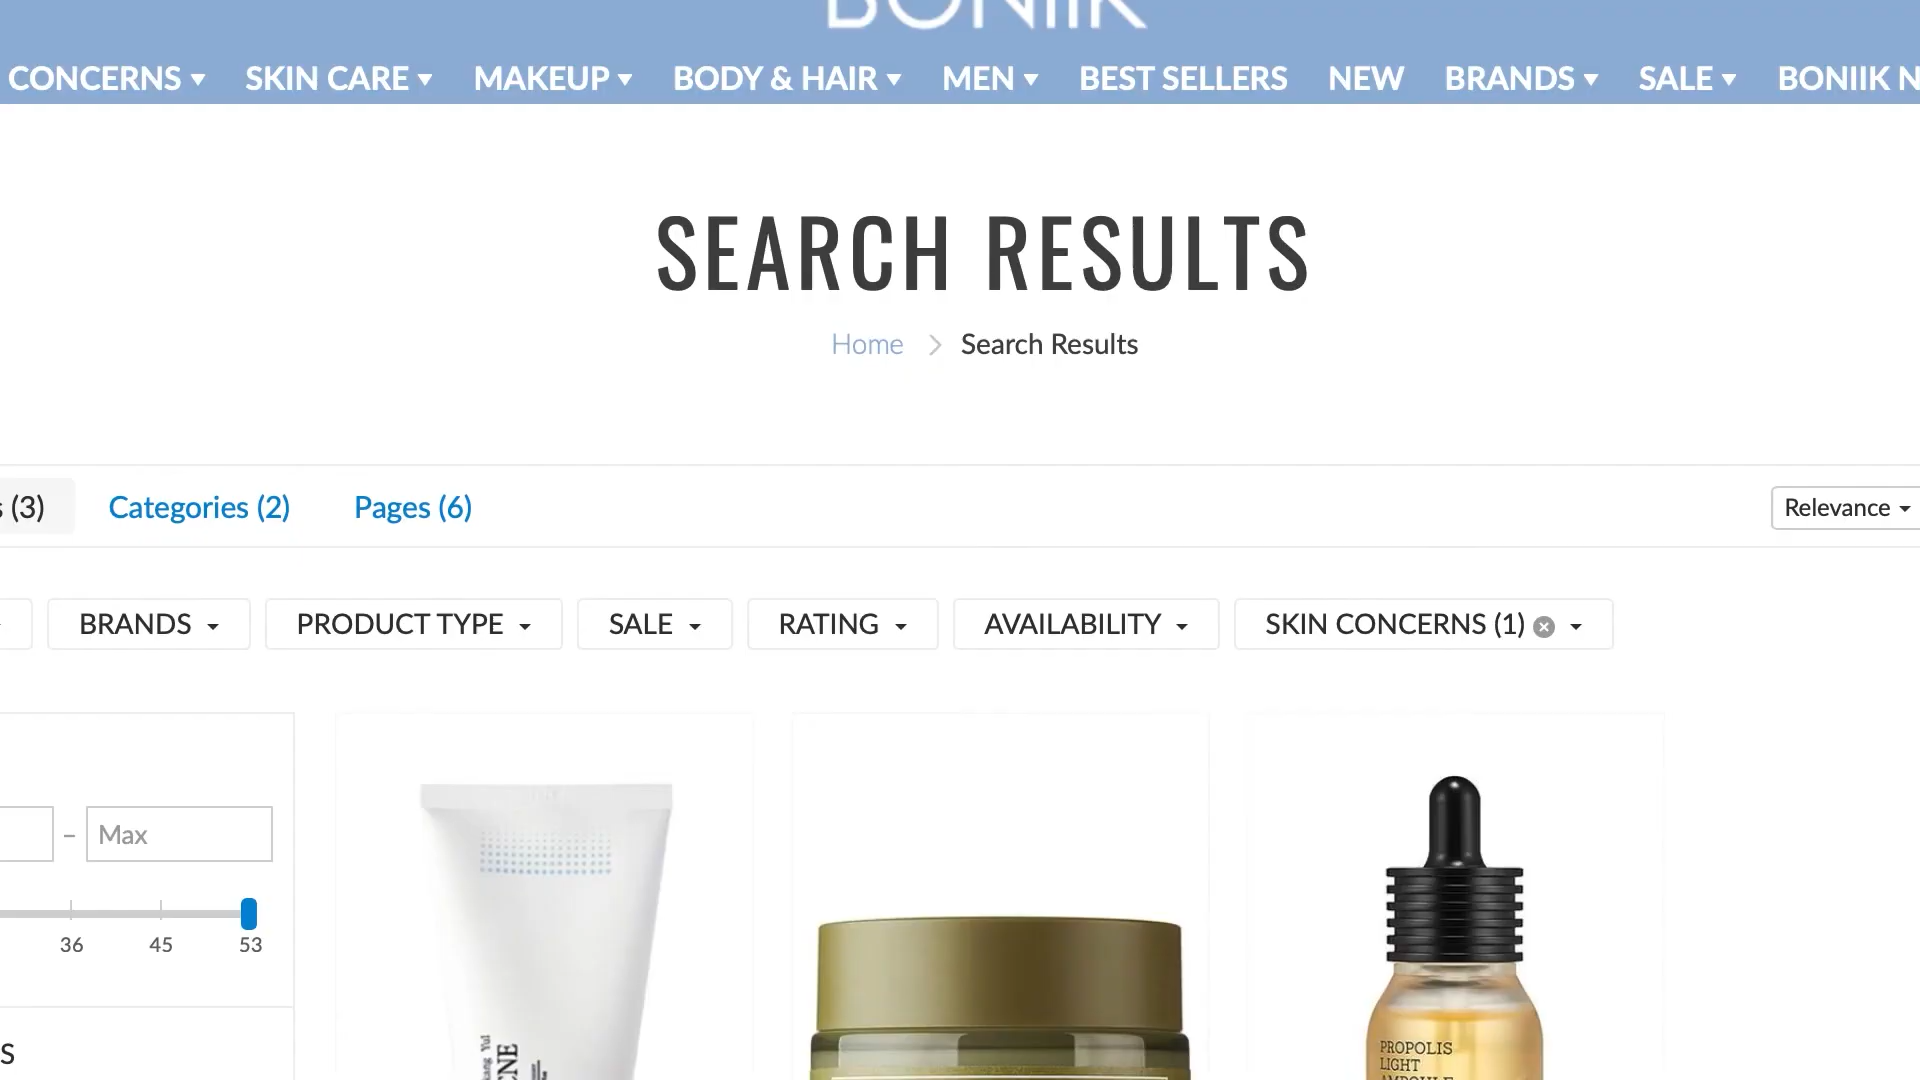 BONIIK
CONCERNS SKIN CARE MAKEUP BODY & HAIR MEN BEST SELLERS NEW BRANDS SALE BONIIK N
SEARCH RESULTS
Home > Search Results
s (3) Categories (2) Pages (6) Relevance
BRANDS PRODUCT TYPE SALE RATING AVAILABILITY SKIN CONCERNS (1)
– Max
36 45 53
S
PROPOLIS
LIGHT
AMPOULE